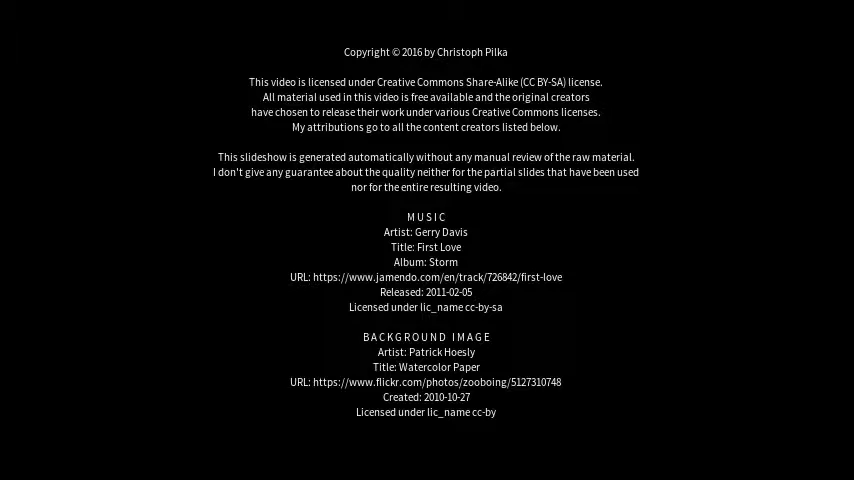 Copyright © 2016 by Christoph Pilka
This video is licensed under Creative Commons Share-Alike (CC BY-SA) license.
All material used in this video is free available and the original creators
have chosen to release their work under various Creative Commons licenses.
My attributions go to all the content creators listed below.
This slideshow is generated automatically without any manual review of the raw material.
I don't give any guarantee about the quality neither for the partial slides that have been used
nor for the entire resulting video.
M U S I C
Artist: Gerry Davis
Title: First Love
Album: Storm
URL: https://www.jamendo.com/en/track/726842/first-love
Released: 2011-02-05
Licensed under lic_name cc-by-sa
B A C K G R O U N D   I M A G E
Artist: Patrick Hoesly
Title: Watercolor Paper
URL: https://www.flickr.com/photos/zooboing/5127310748
Created: 2010-10-27
Licensed under lic_name cc-by